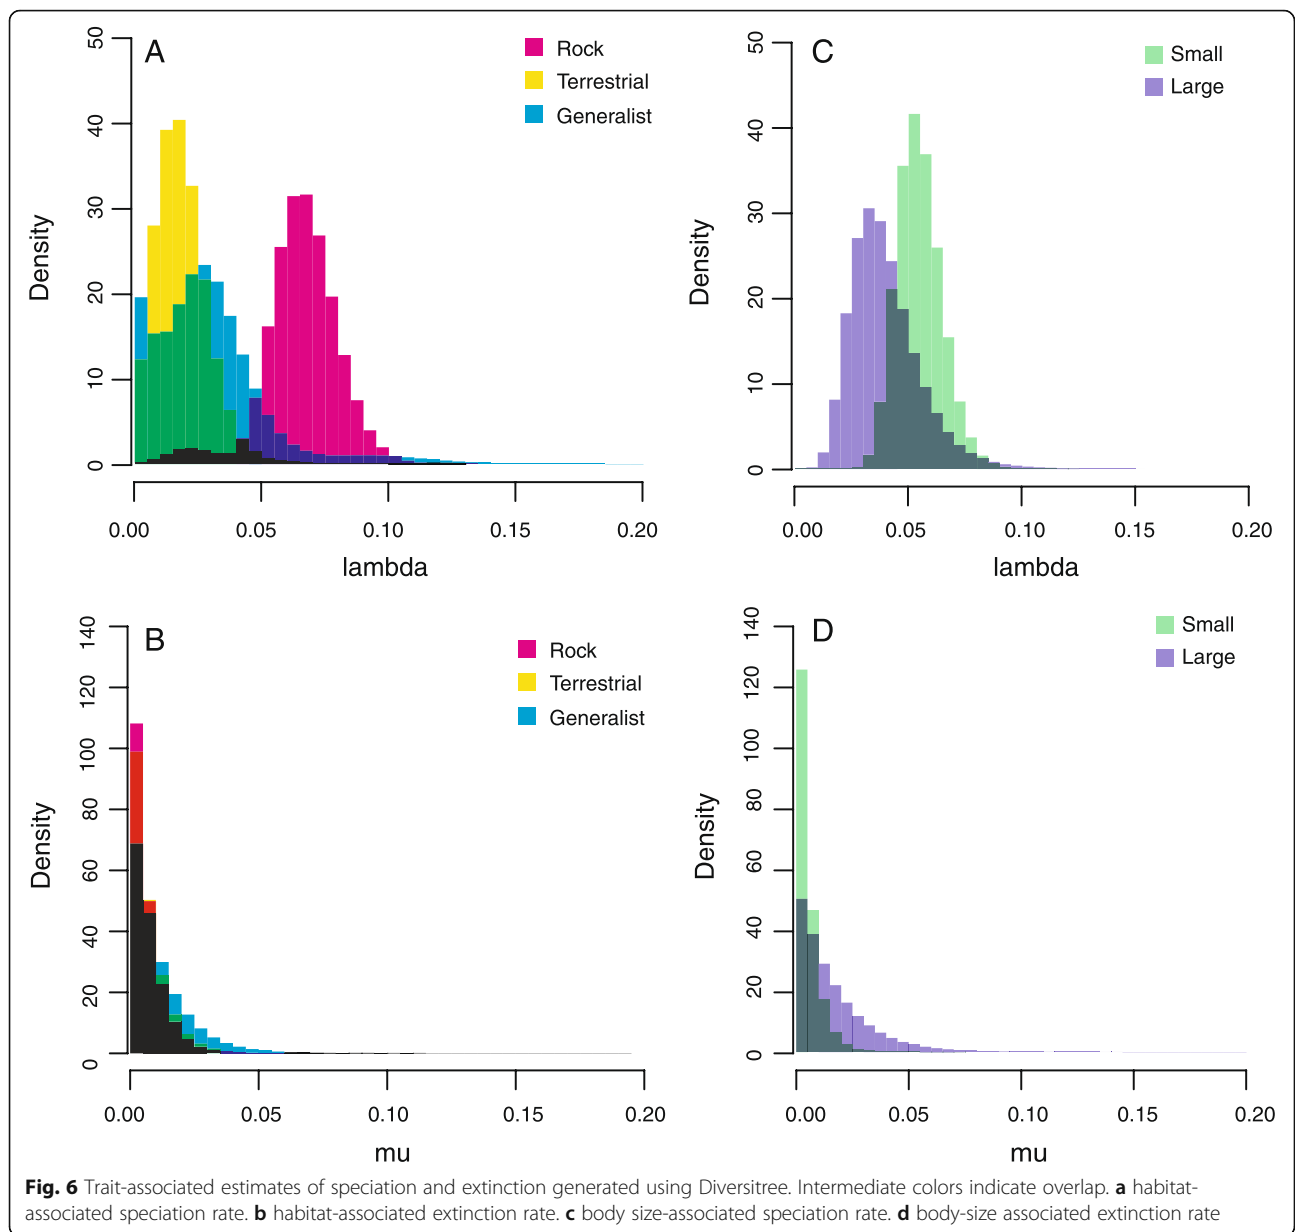 A
Rock
Terrestrial
Generalist
Density
0
10
20
30
40
50
0.00 0.05 0.10 0.15 0.20
lambda
C
Small
Large
Density
0
10
20
30
40
50
0.00 0.05 0.10 0.15 0.20
lambda
B
Rock
Terrestrial
Generalist
Density
0
20
40
60
80
100
120
140
0.00 0.05 0.10 0.15 0.20
mu
D
Small
Large
Density
0
20
40
60
80
100
120
140
0.00 0.05 0.10 0.15 0.20
mu
Fig. 6 Trait-associated estimates of speciation and extinction generated using Diversitree. Intermediate colors indicate overlap. a habitat-
associated speciation rate. b habitat-associated extinction rate. c body size-associated speciation rate. d body-size associated extinction rate